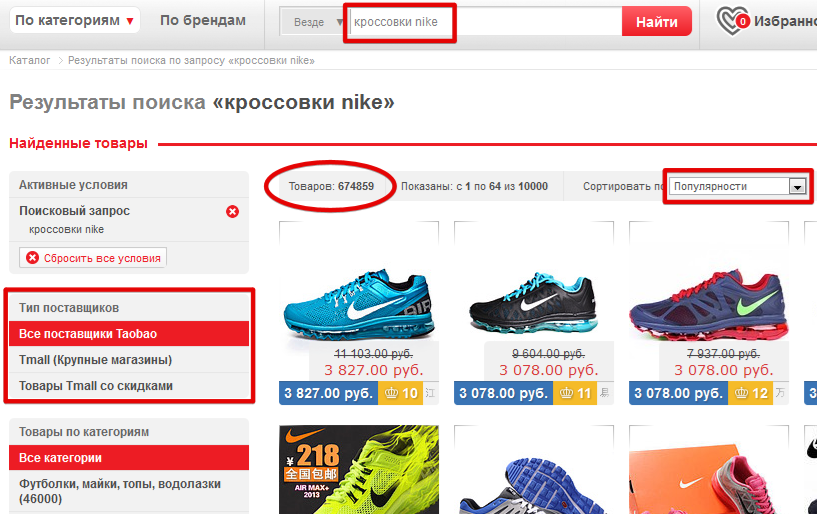 По категориям ▼
По брендам
Везде ▼
кроссовки nike
Найти
0
Избранно
Каталог > Результаты поиска по запросу «кроссовки nike»
Результаты поиска «кроссовки nike»
Найденные товары
Активные условия
Поисковый запрос
кроссовки nike
Сбросить все условия
Тип поставщиков
Все поставщики Taobao
Tmall (Крупные магазины)
Товары Tmall со скидками
Товары по категориям
Все категории
Футболки, майки, топы, водолазки
(46000)
Товаров: 674859
Показаны: с 1 по 64 из 10000
Сортировать по
Популярности
11 103.00 руб.
3 827.00 руб.
3 827.00 руб. 10 江
9 604.00 руб.
3 078.00 руб.
3 078.00 руб. 11 易
7 937.00 руб.
3 078.00 руб.
3 078.00 руб. 12 万
¥218
全国包邮
AIR MAX+
2013